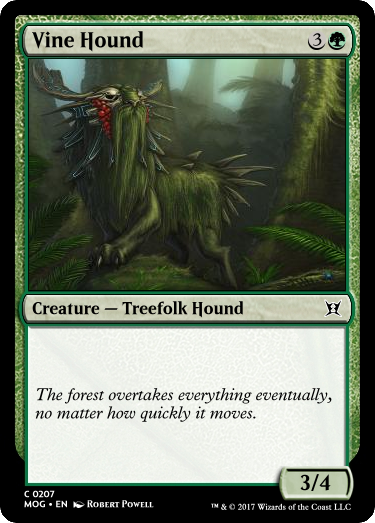 Vine Hound 3
Creature — Treefolk Hound
The forest overtakes everything eventually,
no matter how quickly it moves.
3/4
C 0207
MOG • EN Robert Powell
™ & © 2017 Wizards of the Coast LLC